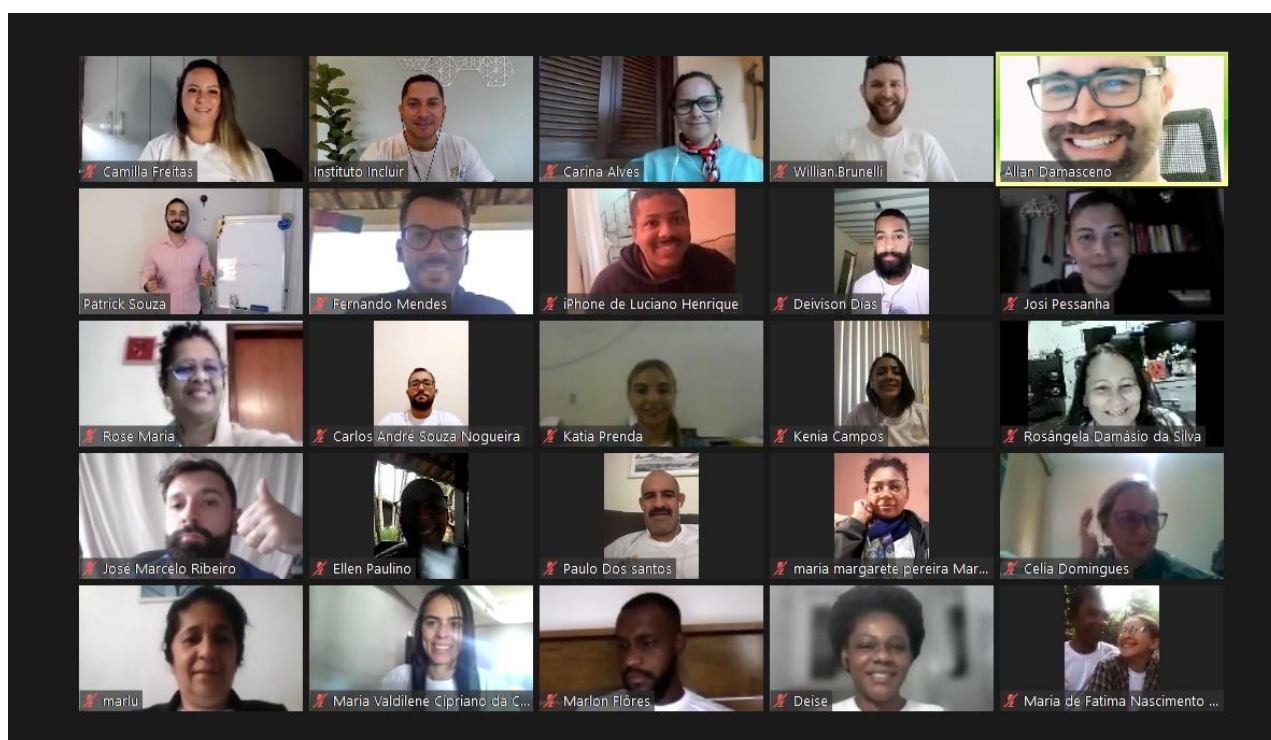 Camilla Freitas
Instituto Incluir
Carina Alves
Willian.Brunelli
Allan Damasceno
Patrick Souza
Fernando Mendes
iPhone de Luciano Henrique
Deivison Dias
Josi Pessanha
Rose Maria
Carlos André Souza Nogueira
Katia Prenda
Kenia Campos
Rosângela Damásio da Silva
José Marcelo Ribeiro
Ellen Paulino
Paulo Dos santos
maria margarete pereira Mar...
Celia Domingues
marlu
Maria Valdilene Cipriano da C...
Marlon Flôres
Deise
Maria de Fatima Nascimento ...